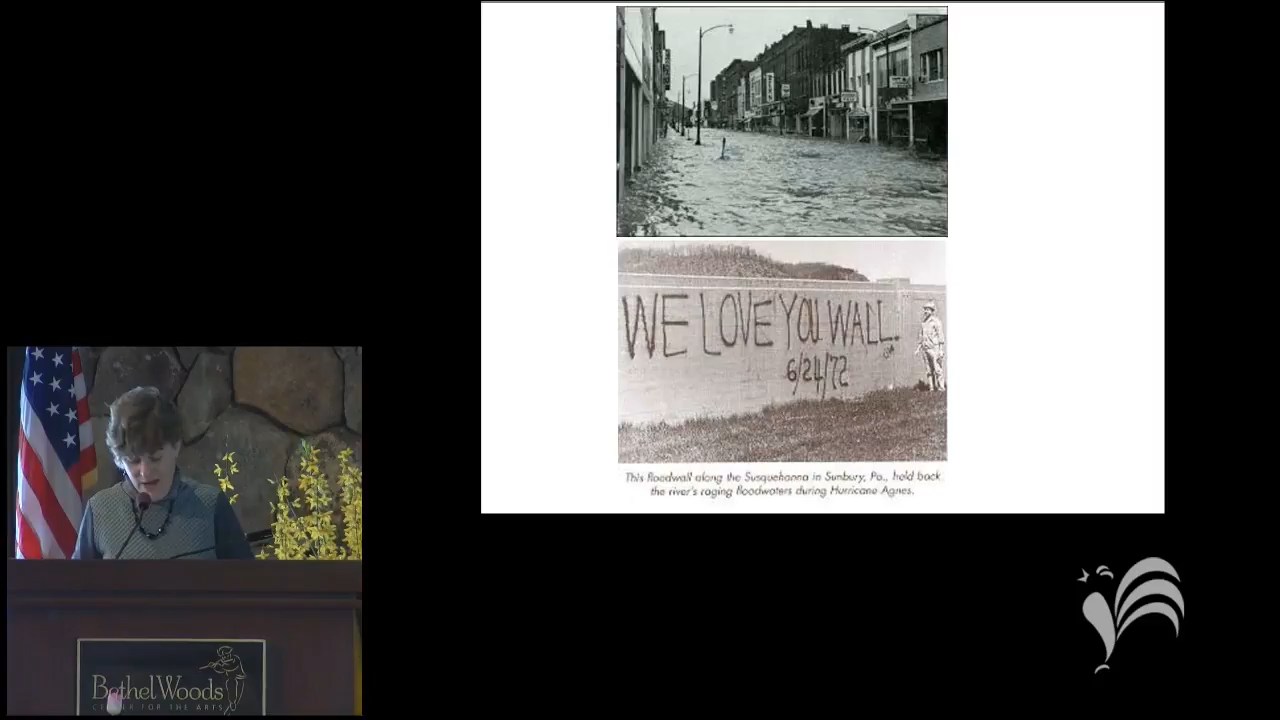 WE LOVE YOU WALL.
6/24/72
This floodwall along the Susquehanna in Sunbury, Pa., held back
the river's raging floodwaters during Hurricane Agnes.
Bethel Woods
CENTER FOR THE ARTS